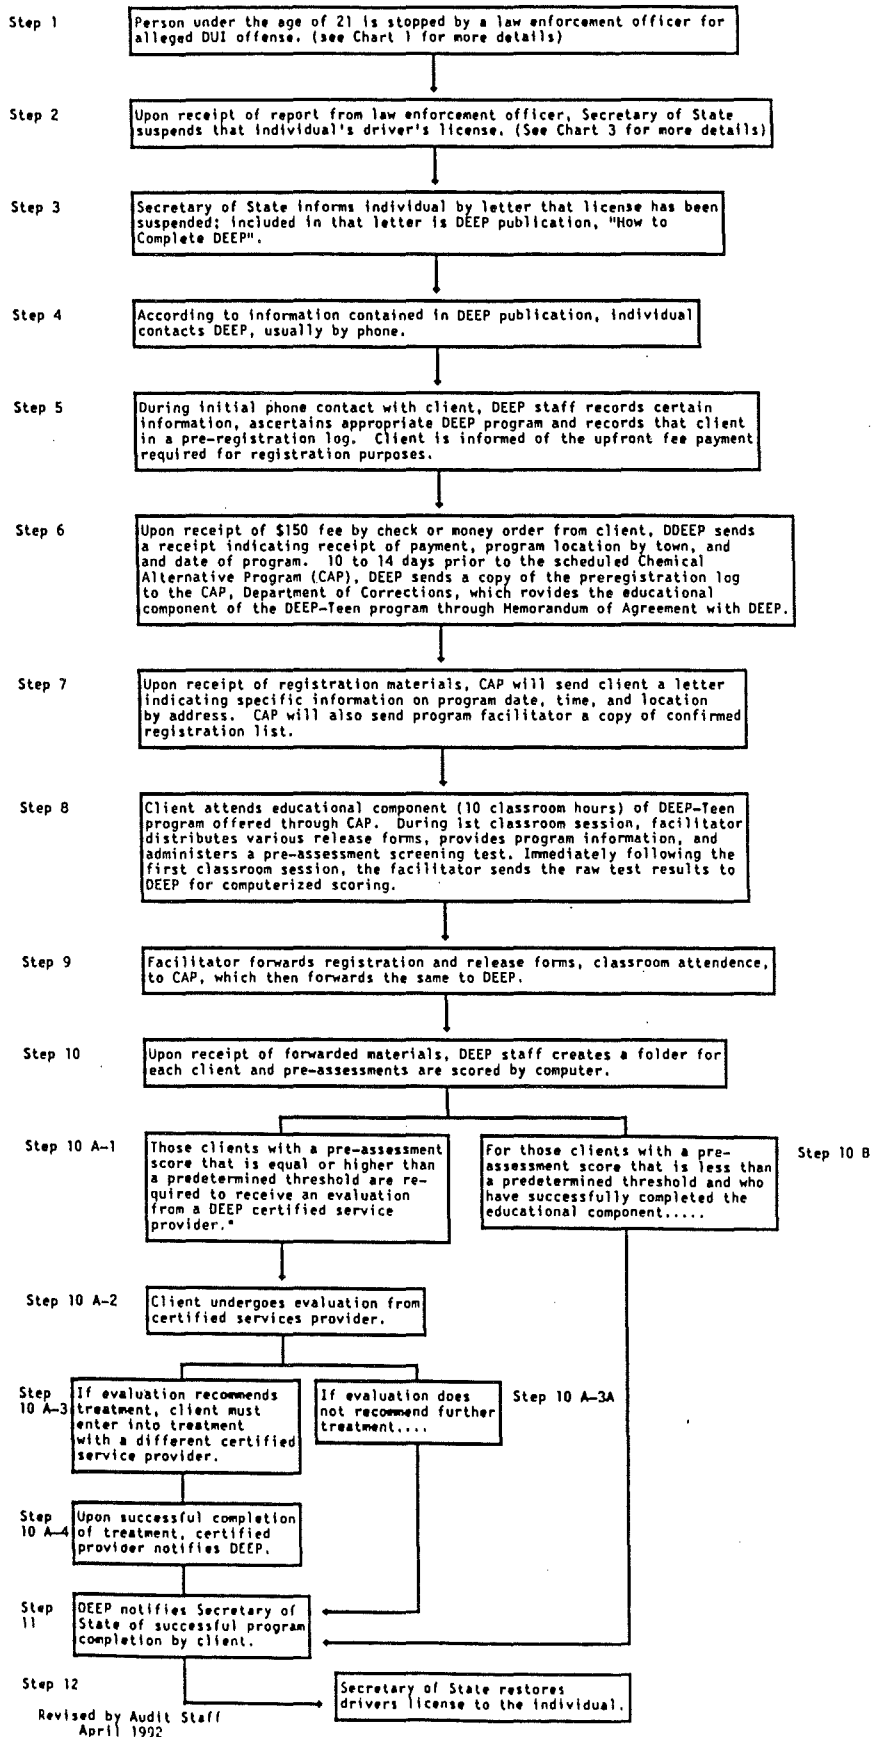 Step 1
Person under the age of 21 is stopped by a law enforcement officer for
alleged DUI offense. (see Chart 1 for more details)
Step 2
Upon receipt of report from law enforcement officer, Secretary of State
suspends that individual's driver's license. (See Chart 3 for more details)
Step 3
Secretary of State informs individual by letter that license has been
suspended; included in that letter is DEEP publication, "How to
Complete DEEP".
Step 4
According to information contained in DEEP publication, individual
contacts DEEP, usually by phone.
Step 5
During initial phone contact with client, DEEP staff records certain
information, ascertains appropriate DEEP program and records that client
in a pre-registration log. Client is informed of the upfront fee payment
required for registration purposes.
Step 6
Upon receipt of $150 fee by check or money order from client, DDEEP sends
a receipt indicating receipt of payment, program location by town, and
and date of program. 10 to 14 days prior to the scheduled Chemical
Alternative Program (CAP), DEEP sends a copy of the preregistration log
to the CAP, Department of Corrections, which rovides the educational
component of the DEEP-Teen program through Memorandum of Agreement with DEEP.
Step 7
Upon receipt of registration materials, CAP will send client a letter
indicating specific information on program date, time, and location
by address. CAP will also send program facilitator a copy of confirmed
registration list.
Step 8
Client attends educational component (10 classroom hours) of DEEP-Teen
program offered through CAP. During 1st classroom session, facilitator
distributes various release forms, provides program information, and
administers a pre-assessment screening test. Immediately following the
first classroom session, the facilitator sends the raw test results to
DEEP for computerized scoring.
Step 9
Facilitator forwards registration and release forms, classroom attendence,
to CAP, which then forwards the same to DEEP.
Step 10
Upon receipt of forwarded materials, DEEP staff creates a folder for
each client and pre-assessments are scored by computer.
Step 10 A-1
Those clients with a pre-assessment
score that is equal or higher than
a predetermined threshold are re-
quired to receive an evaluation
from a DEEP certified service
provider.*
Step 10 B
For those clients with a pre-
assessment score that is less than
a predetermined threshold and who
have successfully completed the
educational component.....
Step 10 A-2
Client undergoes evaluation from
certified services provider.
Step
10 A-3
If evaluation recommends
treatment, client must
enter into treatment
with a different certified
service provider.
Step 10 A-3A
If evaluation does
not recommend further
treatment....
Step
10 A-4
Upon successful completion
of treatment, certified
provider notifies DEEP.
Step
11
DEEP notifies Secretary of
State of successful program
completion by client.
Step 12
Secretary of State restores
drivers license to the individual.
Revised by Audit Staff
April 1992